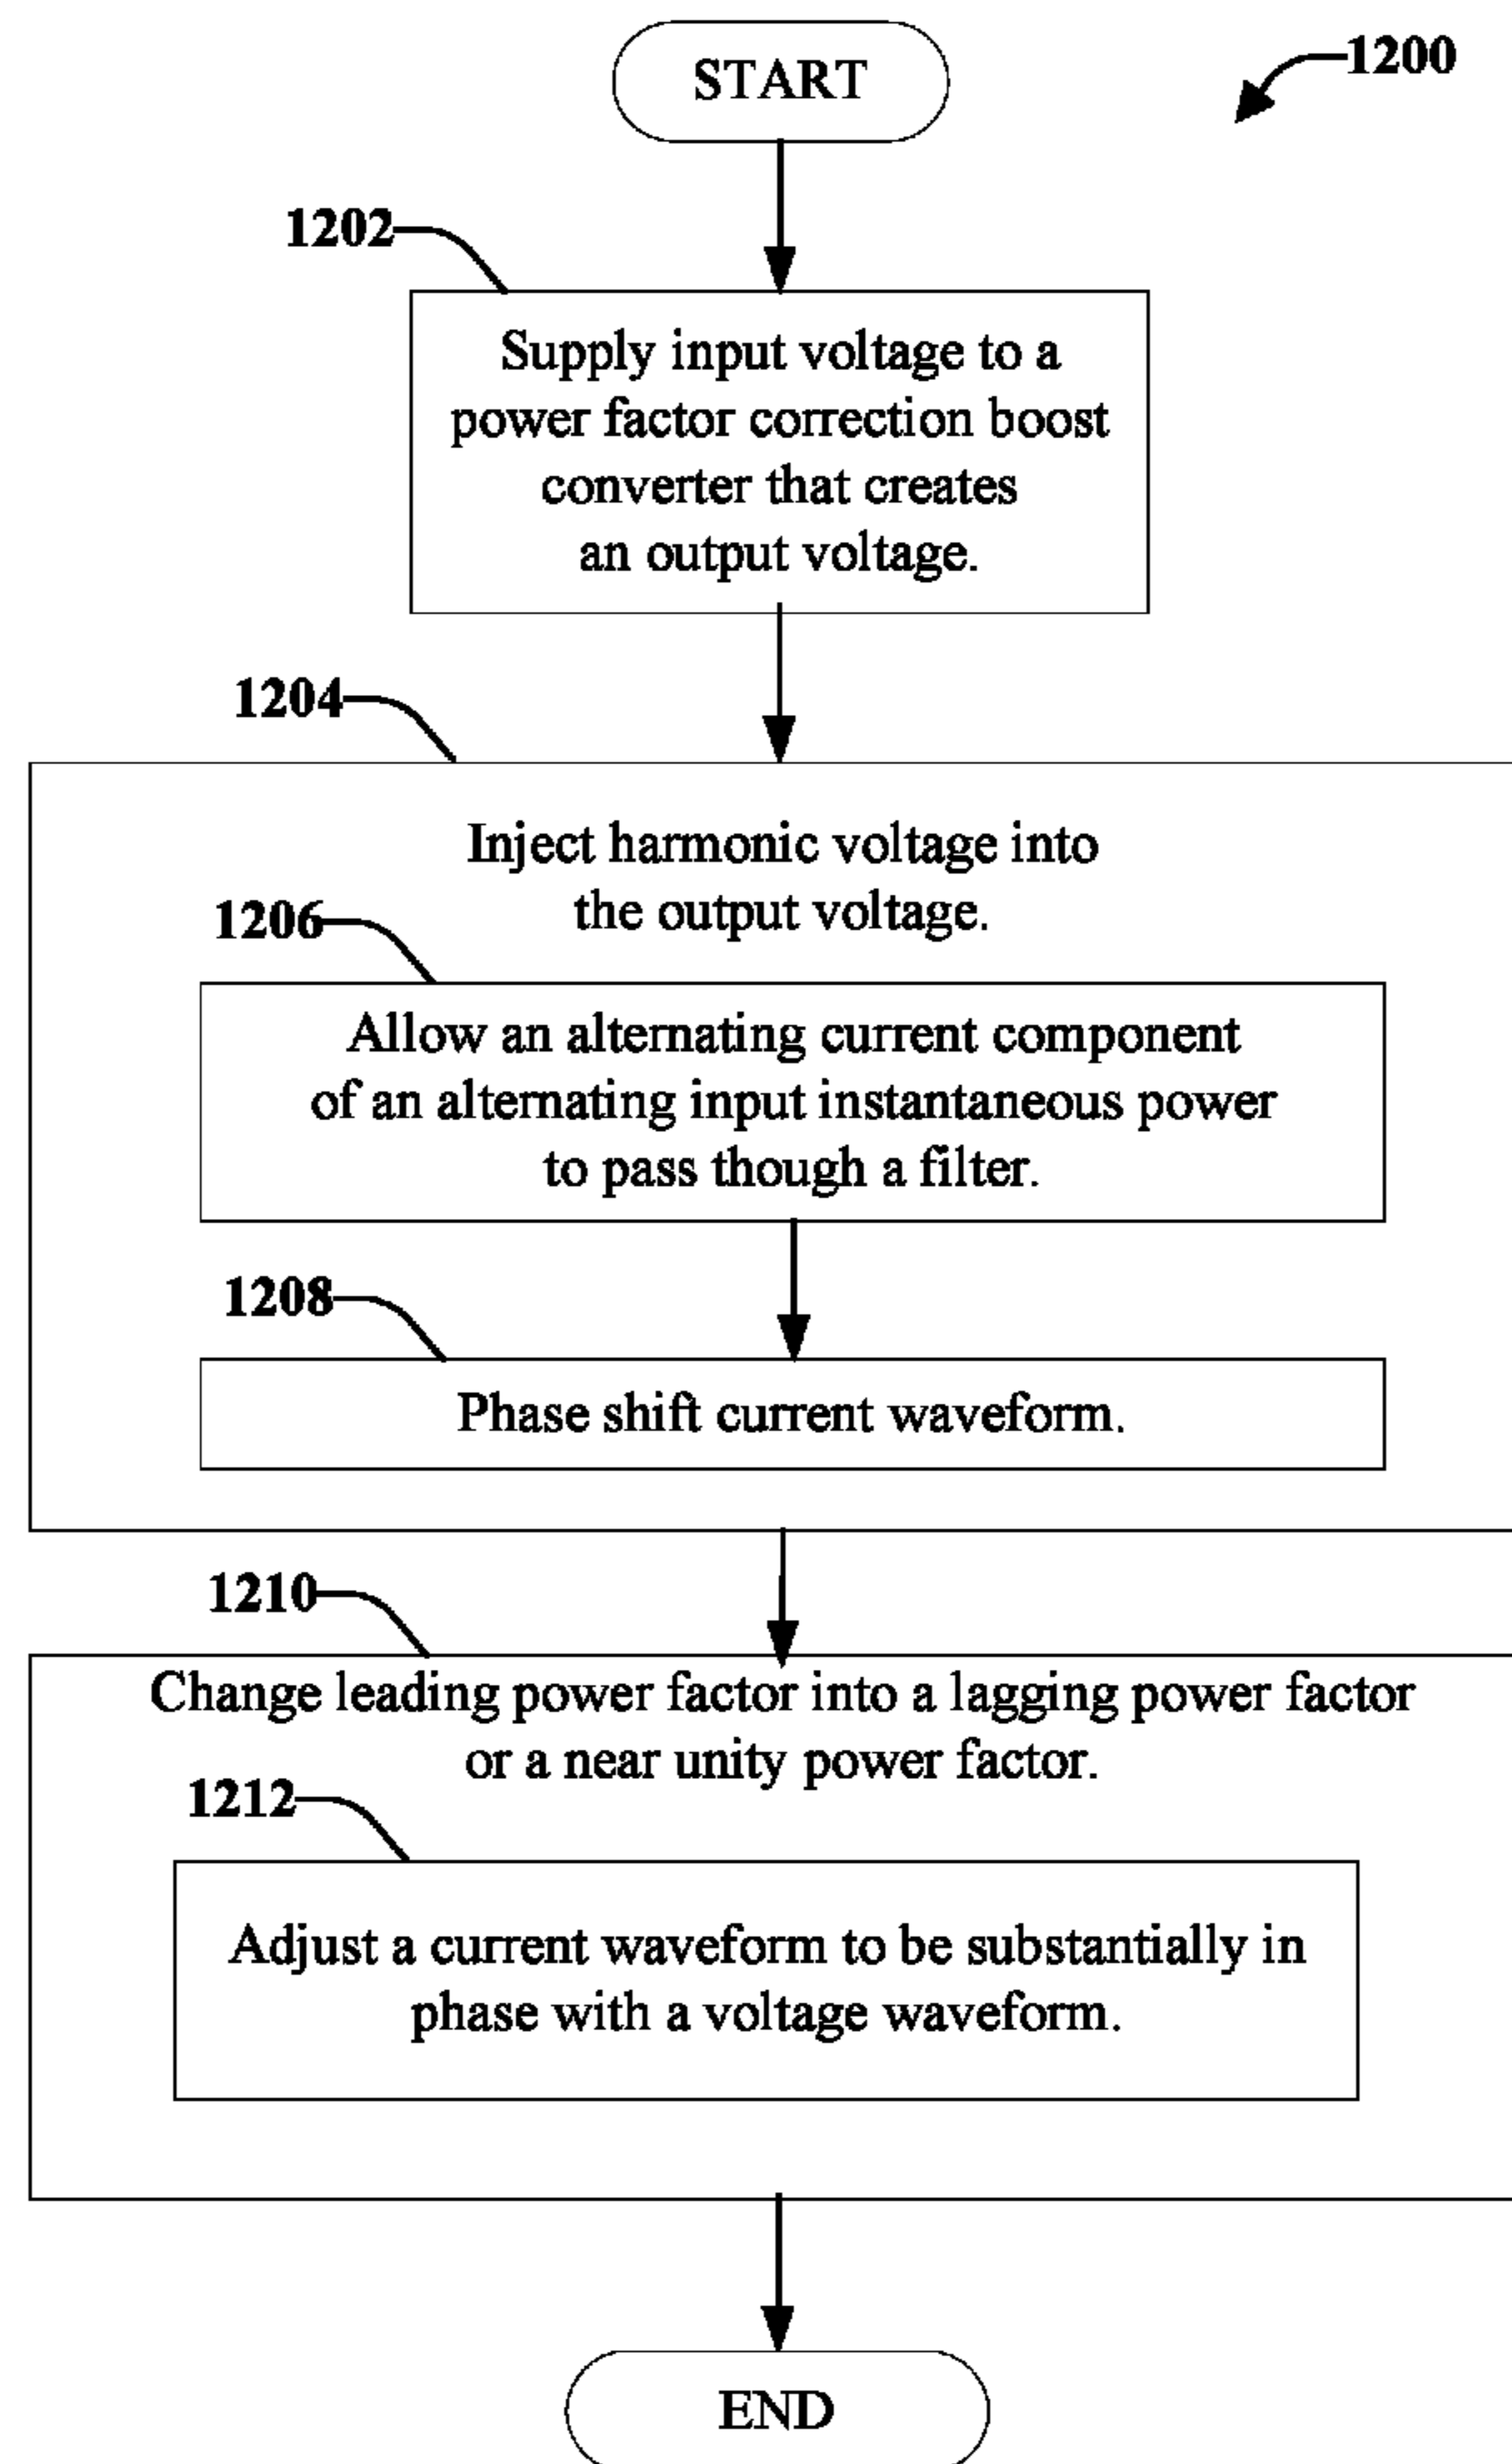 START
1200
1202
Supply input voltage to a
power factor correction boost
converter that creates
an output voltage.
1204
Inject harmonic voltage into
the output voltage.
1206
Allow an alternating current component
of an alternating input instantaneous power
to pass though a filter.
1208
Phase shift current waveform.
1210
Change leading power factor into a lagging power factor
or a near unity power factor.
1212
Adjust a current waveform to be substantially in
phase with a voltage waveform.
END